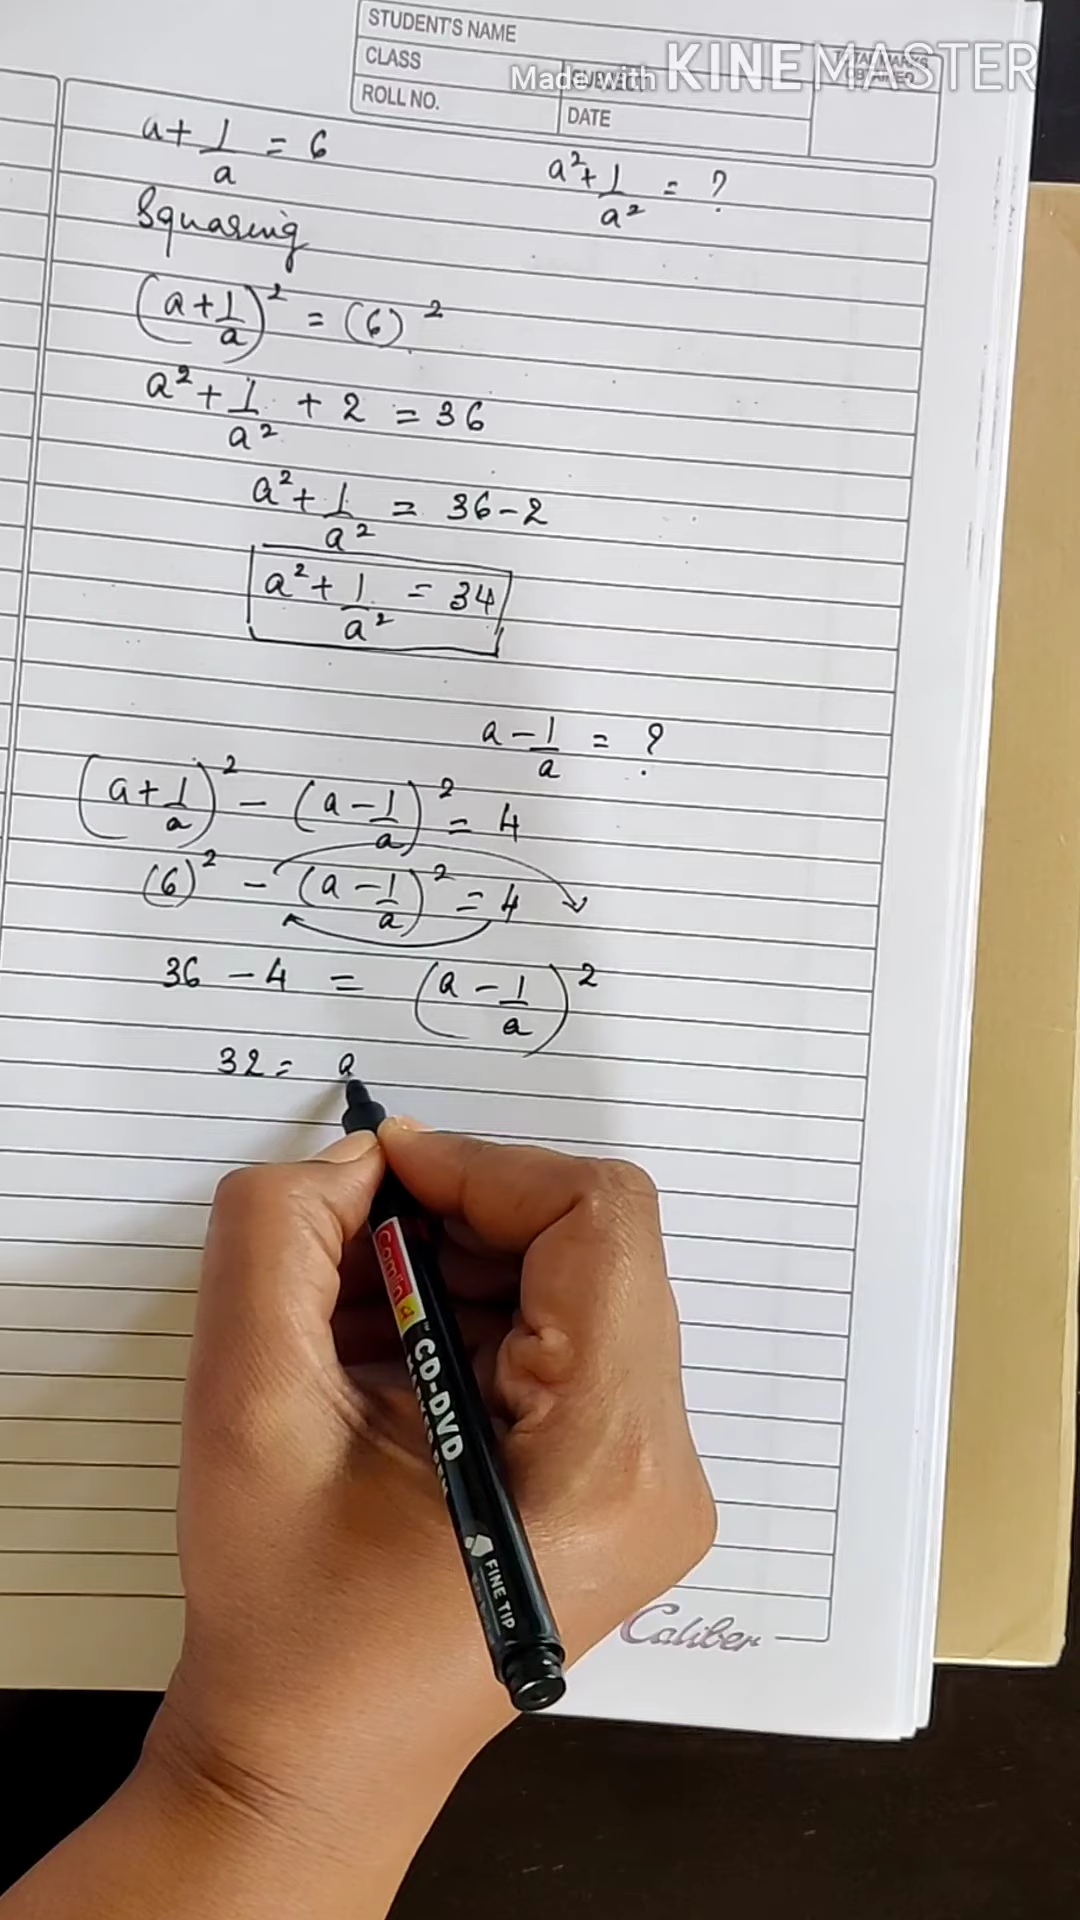 STUDENT'S NAME
CLASS
ROLL NO.
DATE
Made with KINEMASTER
a + 1/a = 6
a² + 1/a² = ?
Squaring
(a + 1/a)² = (6)²
a² + 1/a² + 2 = 36
a² + 1/a² = 36 - 2
a² + 1/a² = 34
a - 1/a = ?
(a + 1/a)² - (a - 1/a)² = 4
(6)² - (a - 1/a)² = 4
36 - 4 = (a - 1/a)²
32 = a
Camlin
CD-DVD
FINE TIP
Caliber